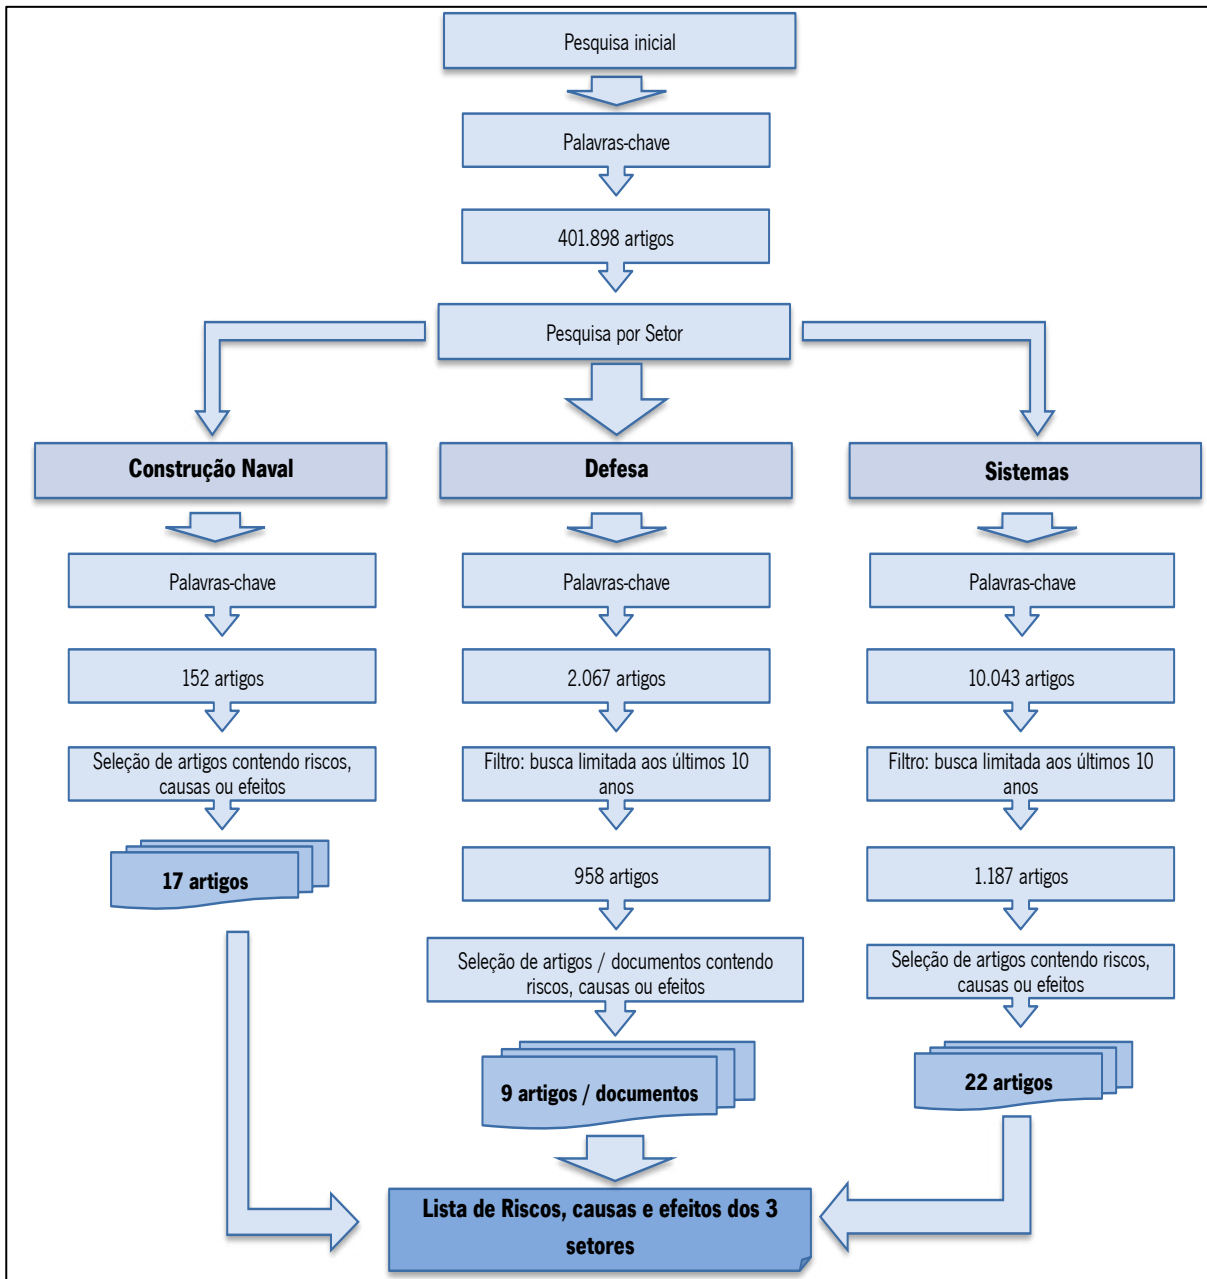 Pesquisa inicial
Palavras-chave
401.898 artigos
Pesquisa por Setor
Construção Naval
Palavras-chave
152 artigos
Seleção de artigos contendo riscos,
causas ou efeitos
17 artigos
Defesa
Palavras-chave
2.067 artigos
Filtro: busca limitada aos últimos 10
anos
958 artigos
Seleção de artigos / documentos contendo
riscos, causas ou efeitos
9 artigos / documentos
Sistemas
Palavras-chave
10.043 artigos
Filtro: busca limitada aos últimos 10
anos
1.187 artigos
Seleção de artigos contendo riscos,
causas ou efeitos
22 artigos
Lista de Riscos, causas e efeitos dos 3
setores